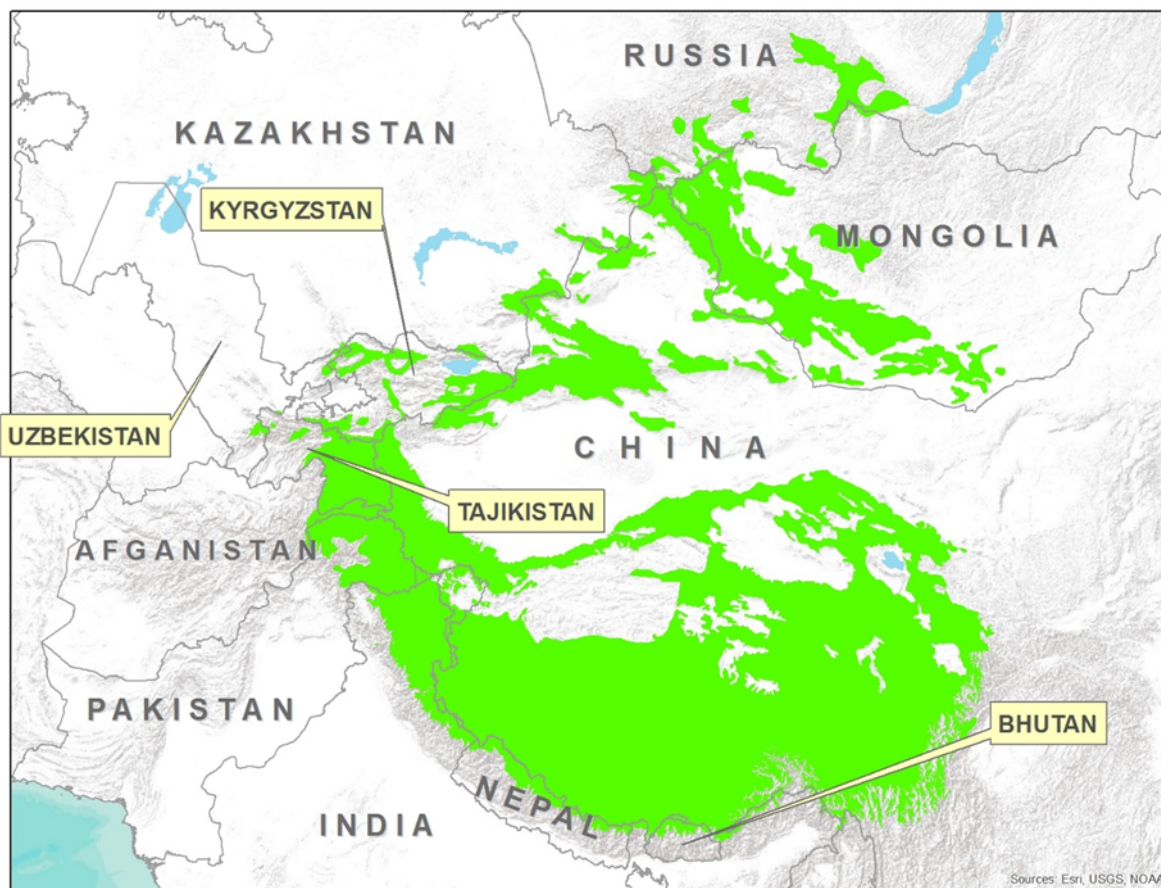 RUSSIA
KAZAKHSTAN
KYRGYZSTAN
MONGOLIA
UZBEKISTAN
CHINA
TAJIKISTAN
AFGANISTAN
PAKISTAN
BHUTAN
NEPAL
INDIA
Sources: Esri, USGS, NOAA